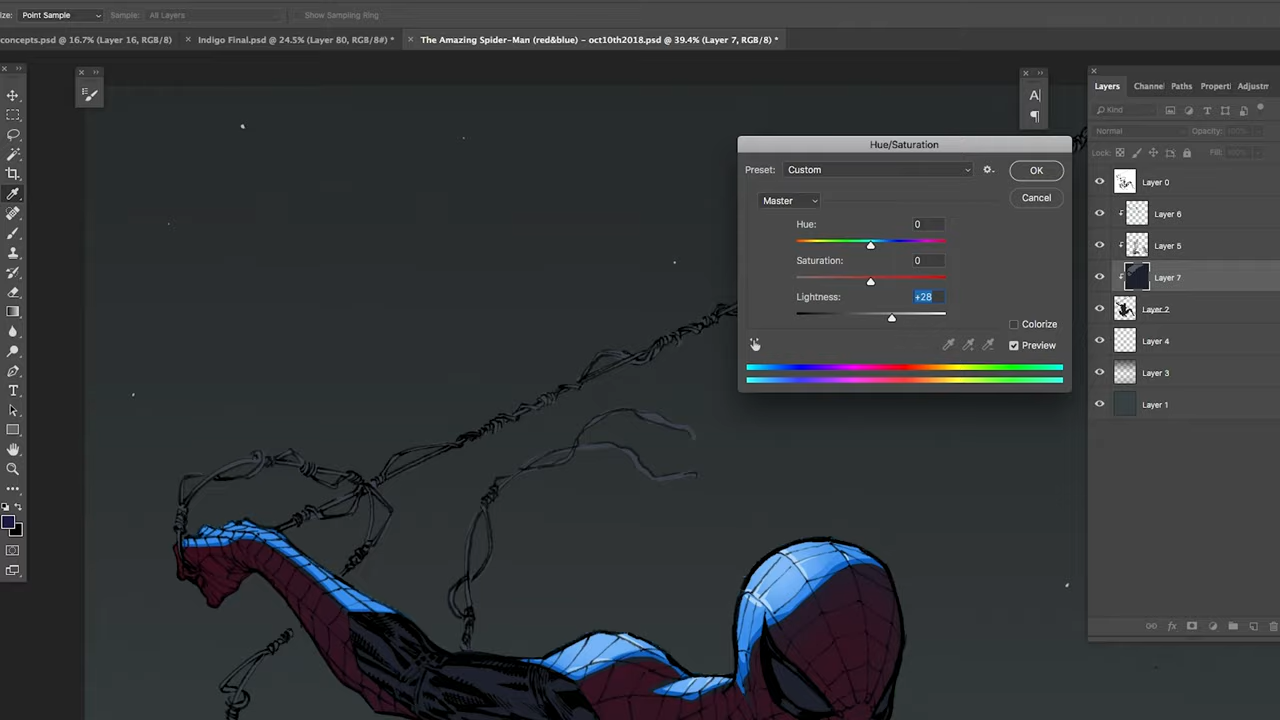 ze: Point Sample Sample: All Layers Show Sampling Ring
concepts.psd @ 16.7% (Layer 16, RGB/8) × Indigo Final.psd @ 24.5% (Layer 80, RGB/8#) * × The Amazing Spider-Man (red&blue) – oct10th2018.psd @ 39.4% (Layer 7, RGB/8) *
Hue/Saturation
Preset: Custom
OK
Cancel
Master
Hue: 0
Saturation: 0
Lightness: +28
Colorize
Preview
Layers Channe Paths Properti Adjustm
Kind
Normal Opacity: 100%
Lock: Fill: 100%
Layer 0
Layer 6
Layer 5
Layer 7
Layer 2
Layer 4
Layer 3
Layer 1
fx